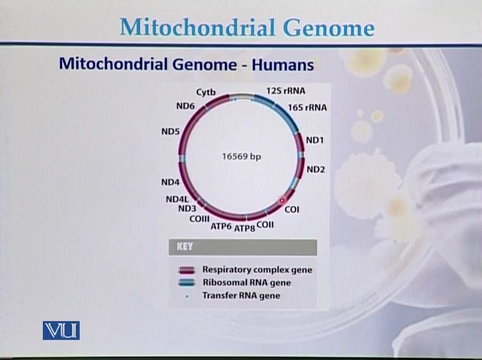 Mitochondrial Genome
Mitochondrial Genome - Humans
Cytb
12S rRNA
ND6
16S rRNA
ND5
ND1
16569 bp
ND2
ND4
ND4L
ND3
COI
COIII
COII
ATP6
ATP8
KEY
Respiratory complex gene
Ribosomal RNA gene
Transfer RNA gene
VU